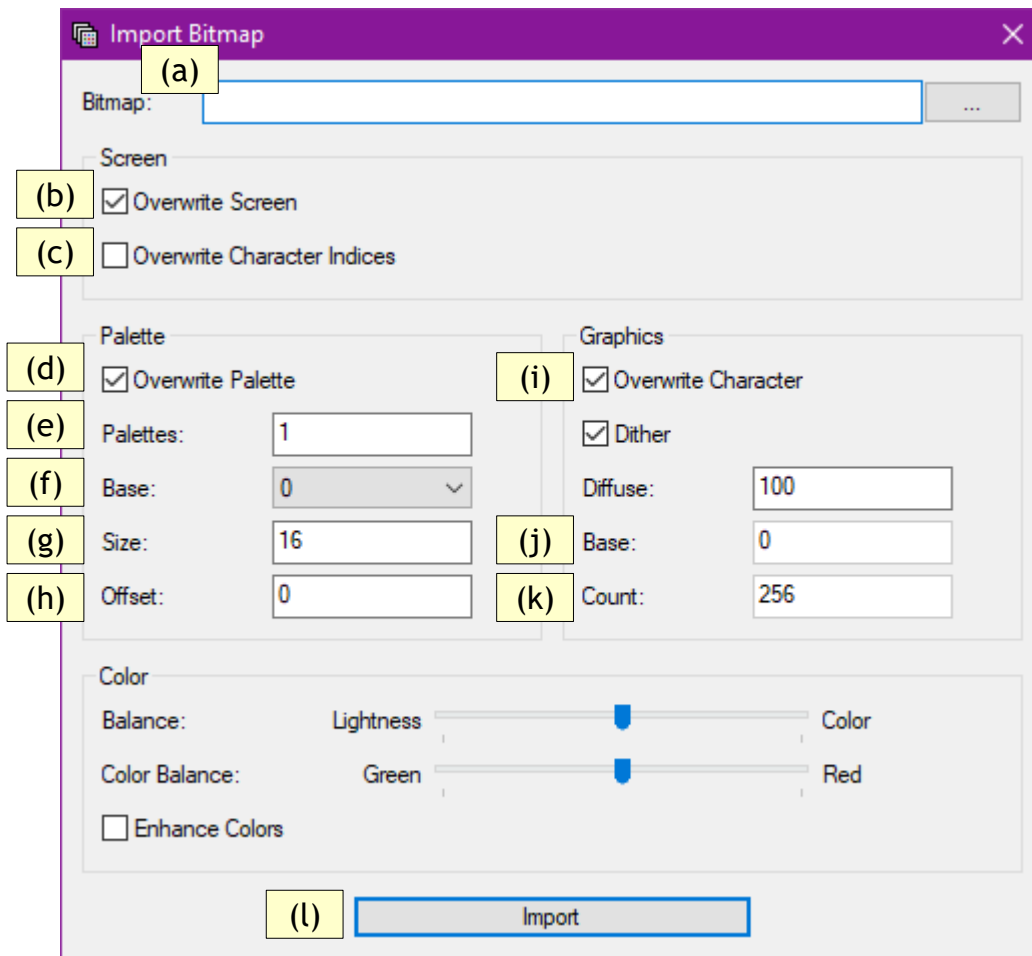 Import Bitmap
(a)
Bitmap: ...
Screen
(b) Overwrite Screen
(c) Overwrite Character Indices
Palette
(d) Overwrite Palette
(e) Palettes: 1
(f) Base: 0
(g) Size: 16
(h) Offset: 0
Graphics
(i) Overwrite Character
Dither
Diffuse: 100
(j) Base: 0
(k) Count: 256
Color
Balance: Lightness Color
Color Balance: Green Red
Enhance Colors
(l) Import